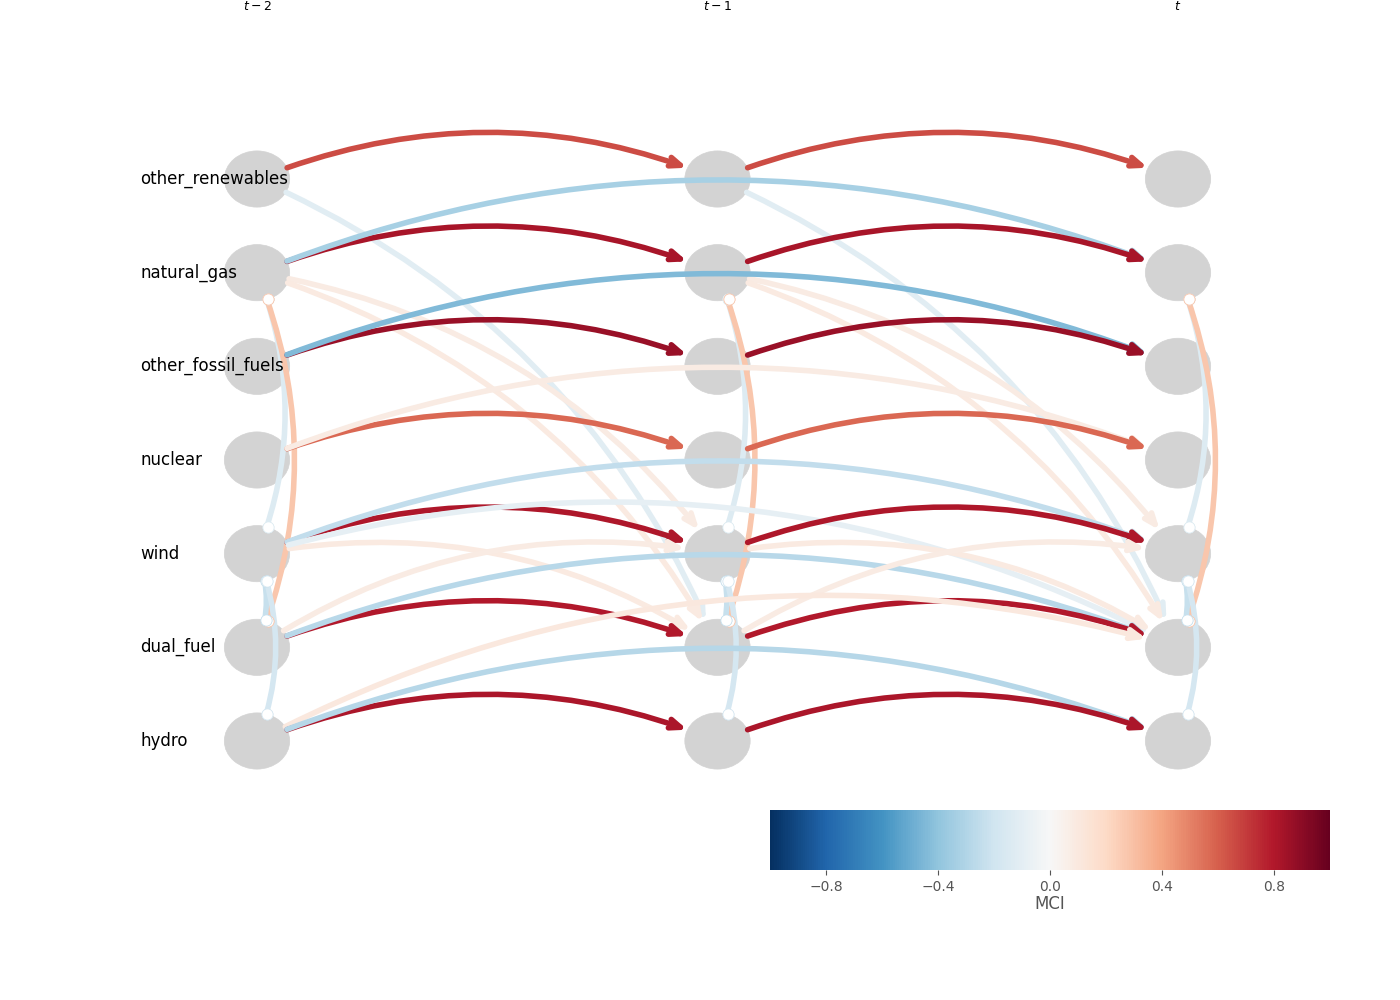 t − 2 t − 1 t
other_renewables
natural_gas
other_fossil_fuels
nuclear
wind
dual_fuel
hydro
−0.8 −0.4 0.0 0.4 0.8
MCI